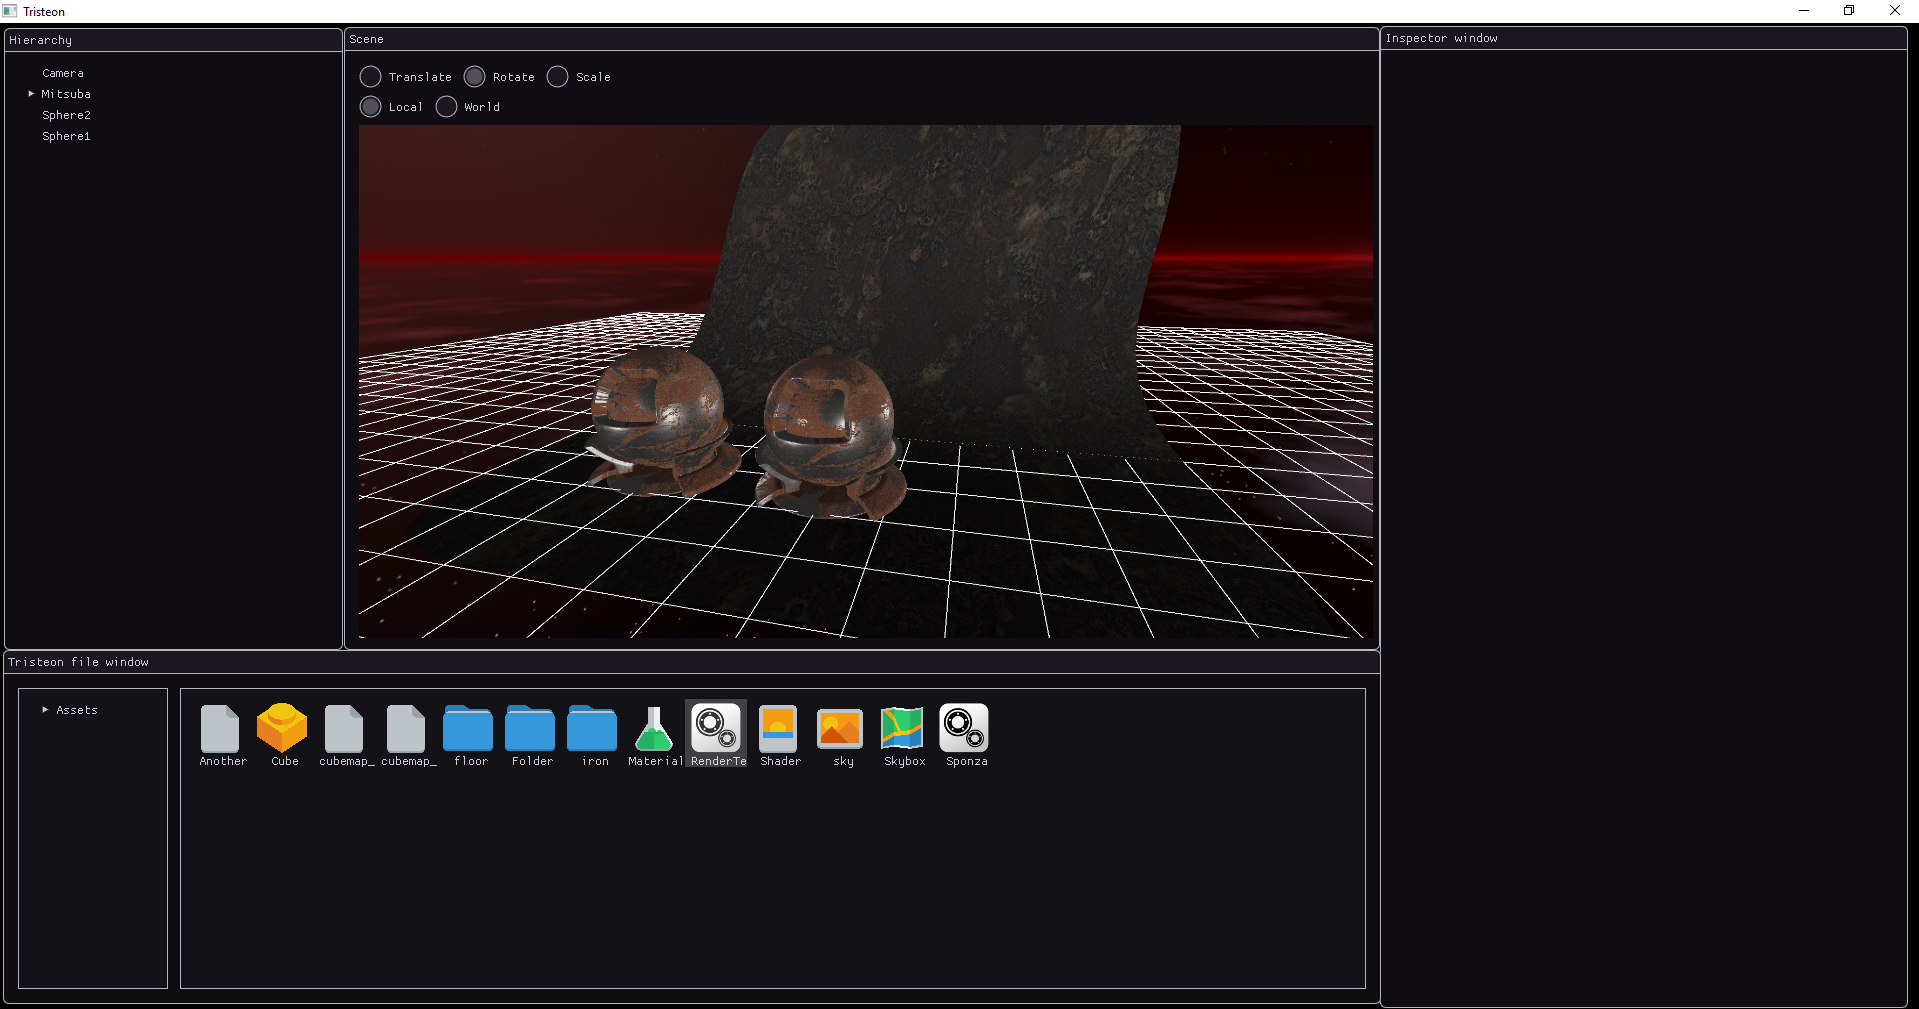 Tristeon
Hierarchy
Camera
Mitsuba
Sphere2
Sphere1
Scene
Translate Rotate Scale
Local World
Inspector window
Tristeon file window
Assets
Another Cube cubemap_ cubemap_ floor Folder iron Material RenderTe Shader sky Skybox Sponza